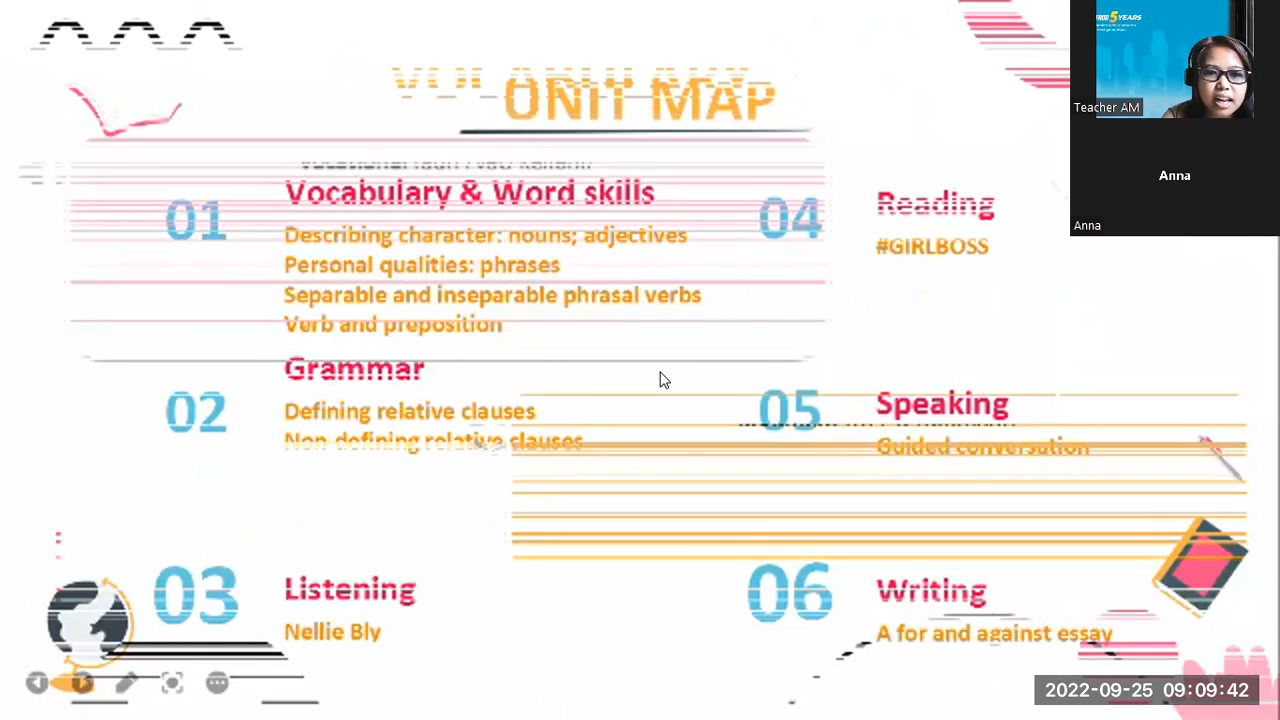 UNIT MAP
01
Vocabulary & Word skills
Describing character: nouns; adjectives
Personal qualities: phrases
Separable and inseparable phrasal verbs
Verb and preposition
02
Grammar
Defining relative clauses
Non-defining relative clauses
03
Listening
Nellie Bly
04
Reading
#GIRLBOSS
05
Speaking
Guided conversation
06
Writing
A for and against essay
5 YEARS
Teacher AM
Anna
Anna
2022-09-25 09:09:42